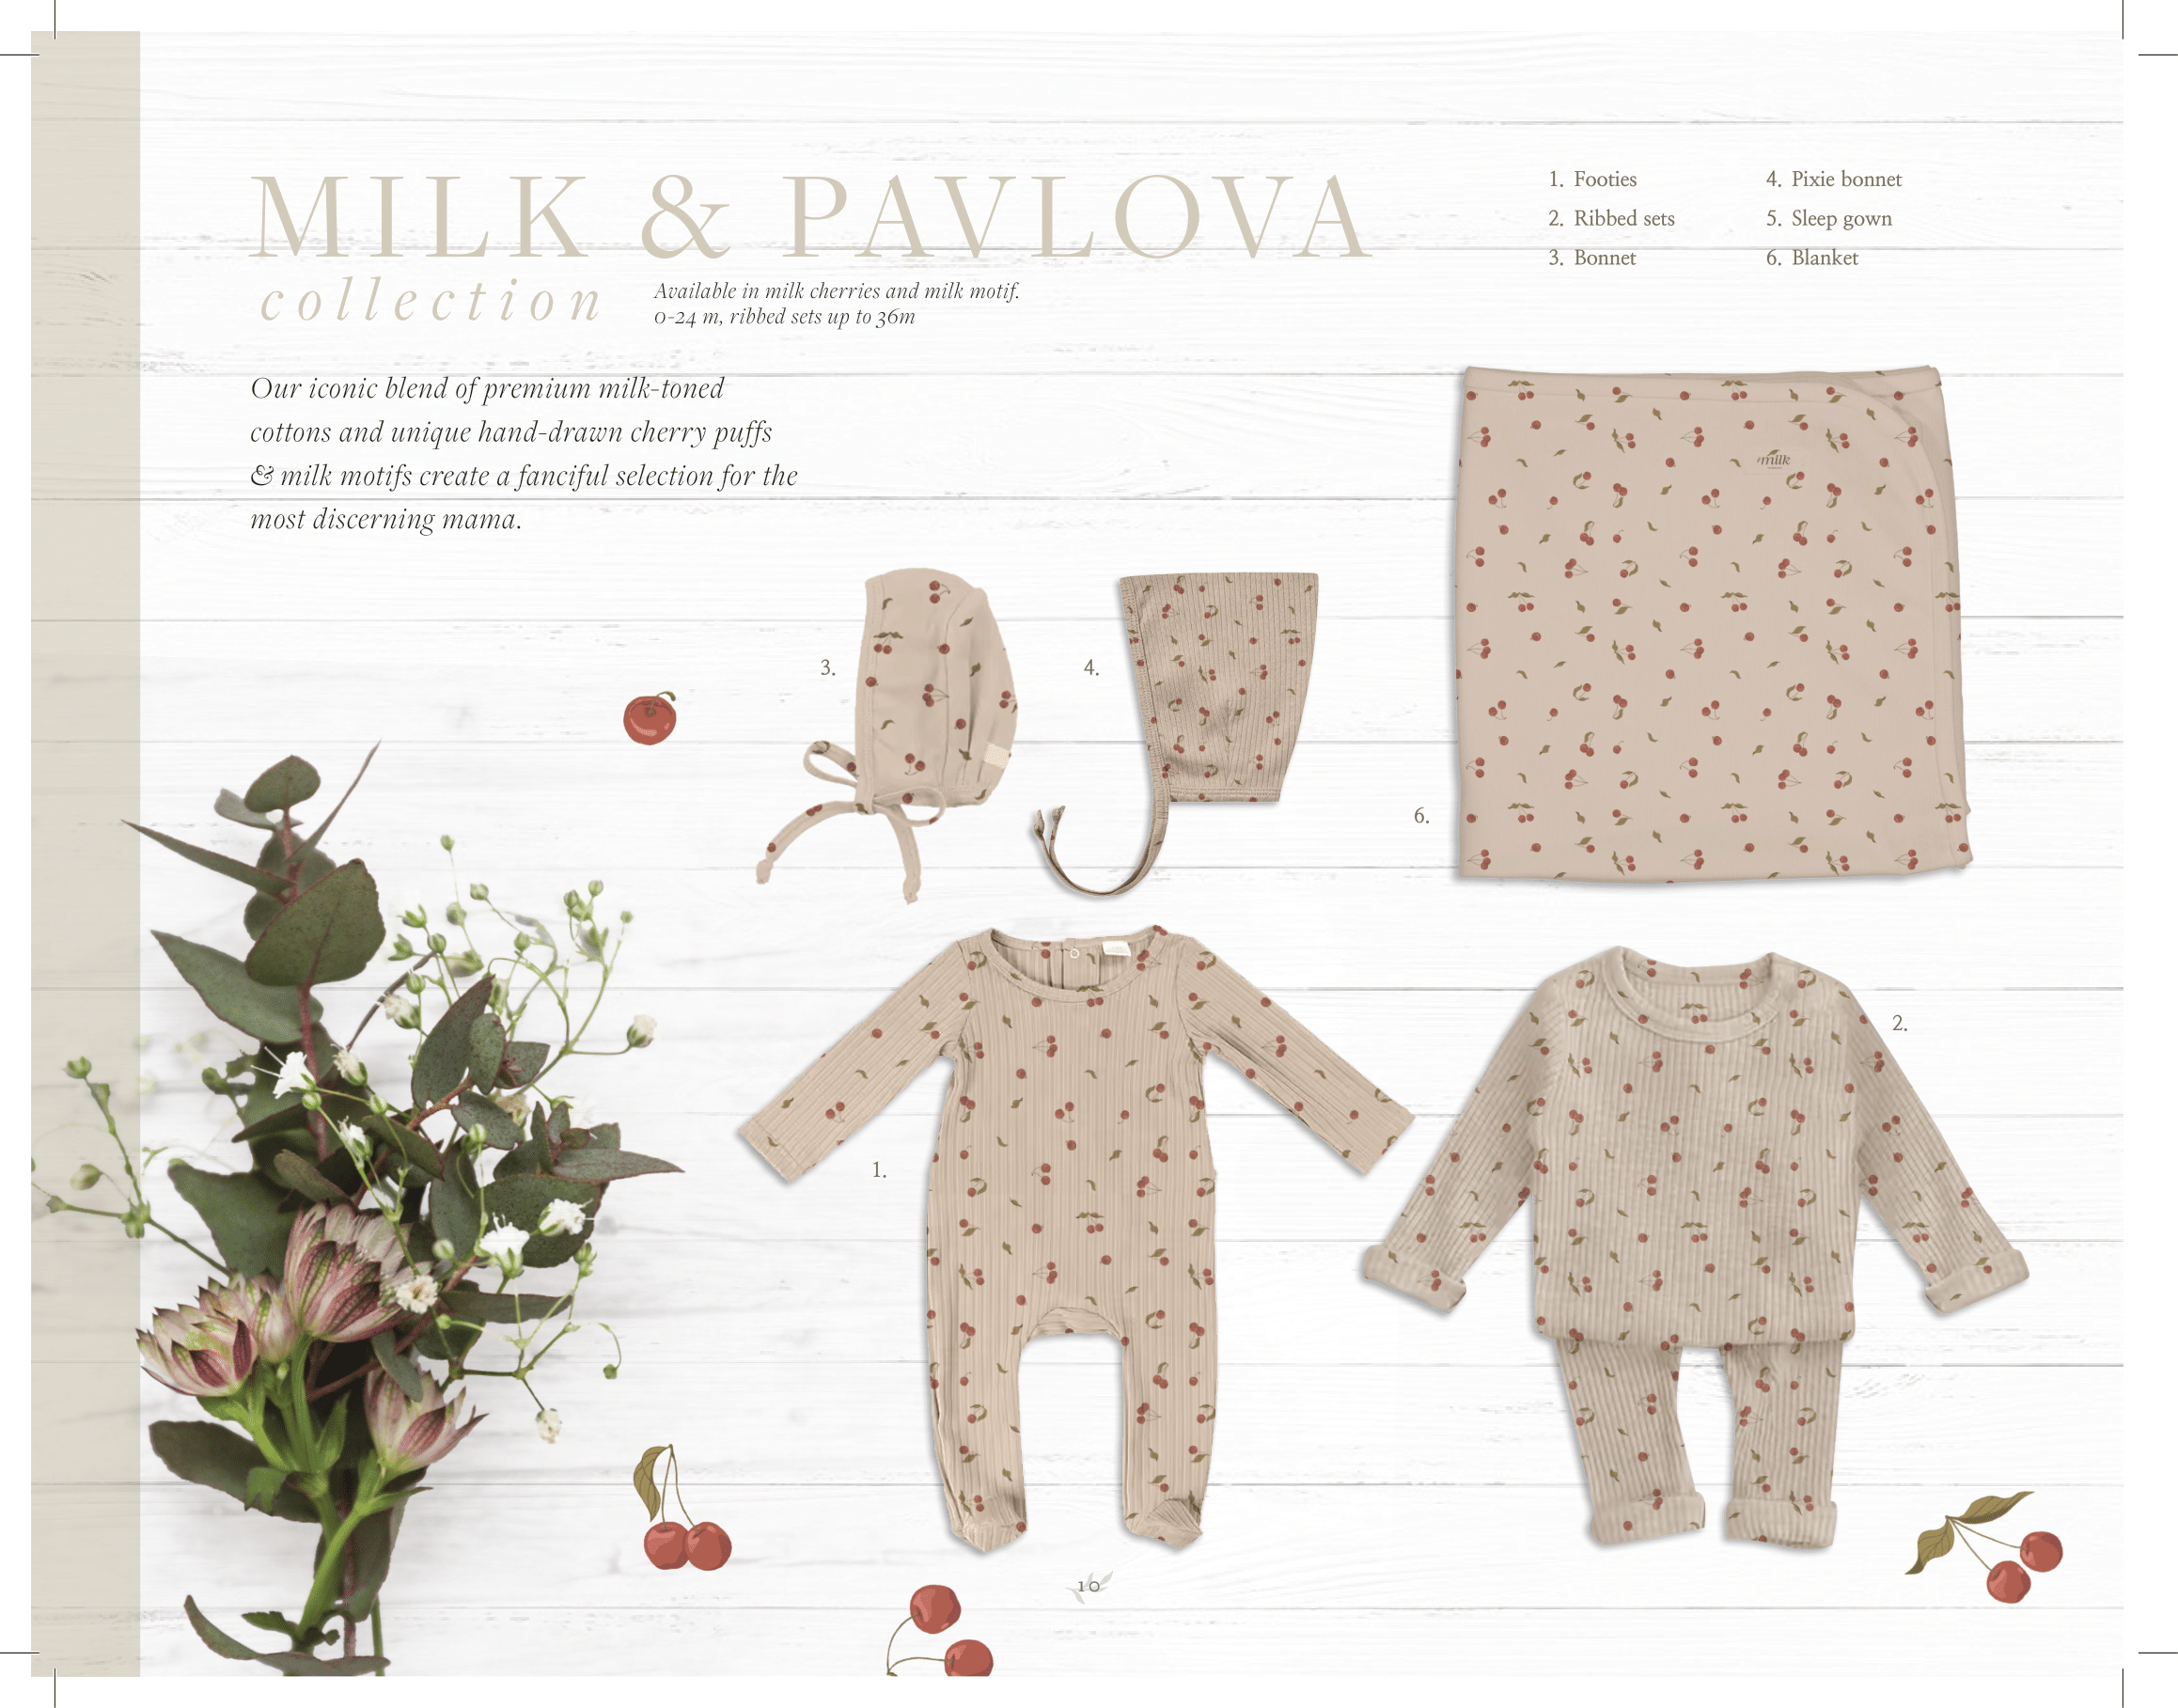 MILK & PAVLOVA
collection
Available in milk cherries and milk motif.
0-24 m, ribbed sets up to 36m
1. Footies
2. Ribbed sets
3. Bonnet
4. Pixie bonnet
5. Sleep gown
6. Blanket
Our iconic blend of premium milk-toned
cottons and unique hand-drawn cherry puffs
& milk motifs create a fanciful selection for the
most discerning mama.
milk
3.
4.
6.
2.
1.
10